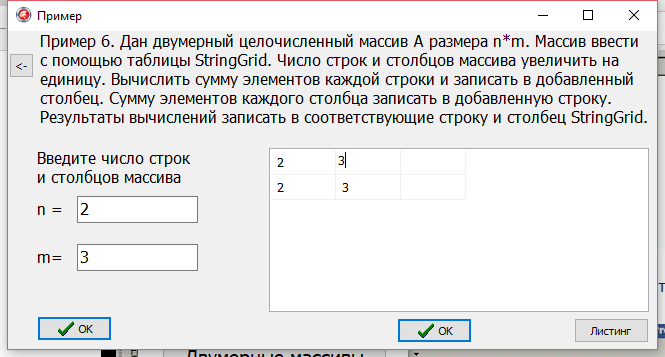 Пример
Пример 6. Дан двумерный целочисленный массив A размера n*m. Массив ввести
<-
с помощью таблицы StringGrid. Число строк и столбцов массива увеличить на
единицу. Вычислить сумму элементов каждой строки и записать в добавленный
столбец. Сумму элементов каждого столбца записать в добавленную строку.
Результаты вычислений записать в соответствующие строку и столбец StringGrid.
Введите число строк
и столбцов массива
2 3
2 3
n = 2
m= 3
OK
OK
Листинг
Двумерные массивы